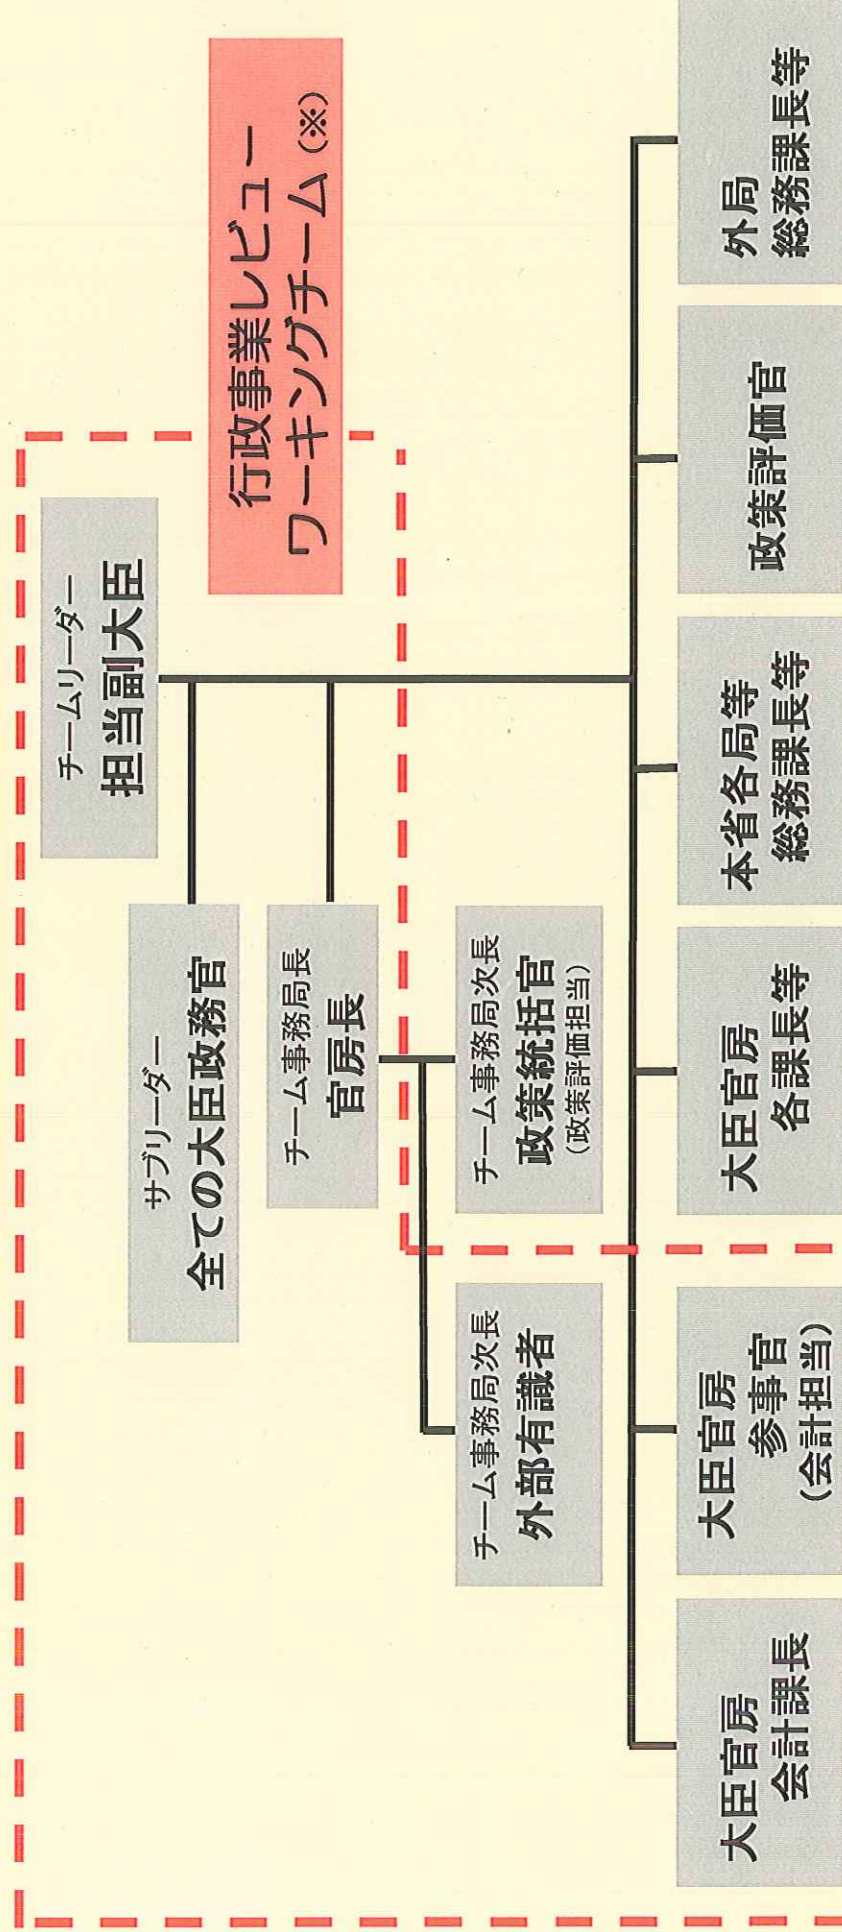 チームリーダー
担当副大臣
行政事業レビュー
ワーキングチーム(※)
サブリーダー
全ての大臣政務官
チーム事務局長
官房長
チーム事務局次長
外部有識者
チーム事務局次長
政策統括官
(政策評価担当)
大臣官房
会計課長
大臣官房
参事官
(会計担当)
大臣官房
各課長等
本省各局等
総務課長等
政策評価官
外局
総務課長等